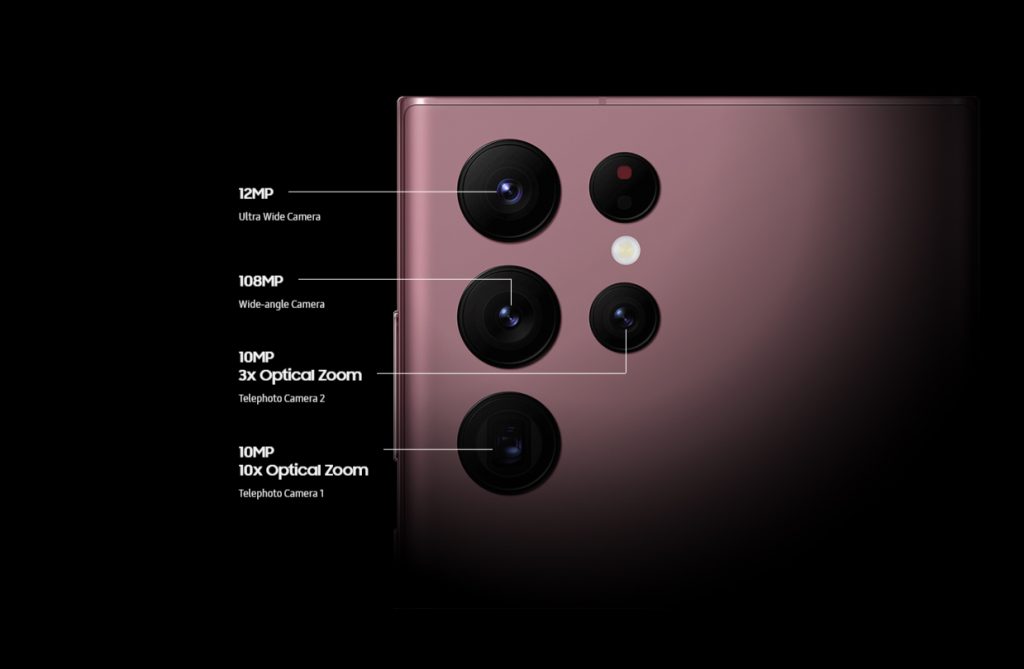 12MP
Ultra Wide Camera
108MP
Wide-angle Camera
10MP
3x Optical Zoom
Telephoto Camera 2
10MP
10x Optical Zoom
Telephoto Camera 1